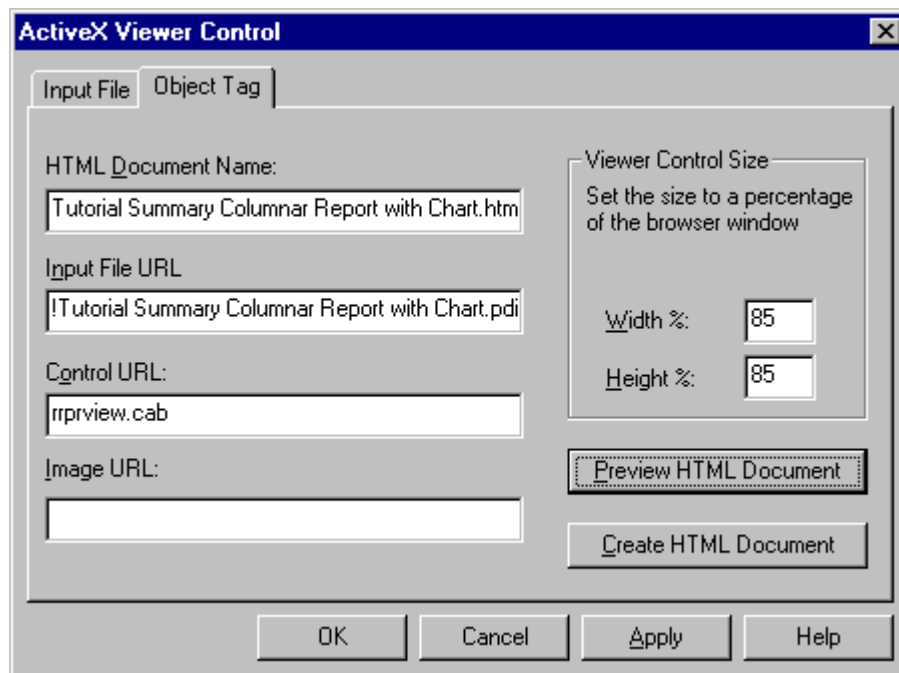 ActiveX Viewer Control
Input File
Object Tag
HTML Document Name:
Tutorial Summary Columnar Report with Chart.htm
Input File URL
!Tutorial Summary Columnar Report with Chart.pdi
Control URL:
rrprview.cab
Image URL:
Viewer Control Size
Set the size to a percentage
of the browser window
Width %:
85
Height %:
85
Preview HTML Document
Create HTML Document
OK
Cancel
Apply
Help